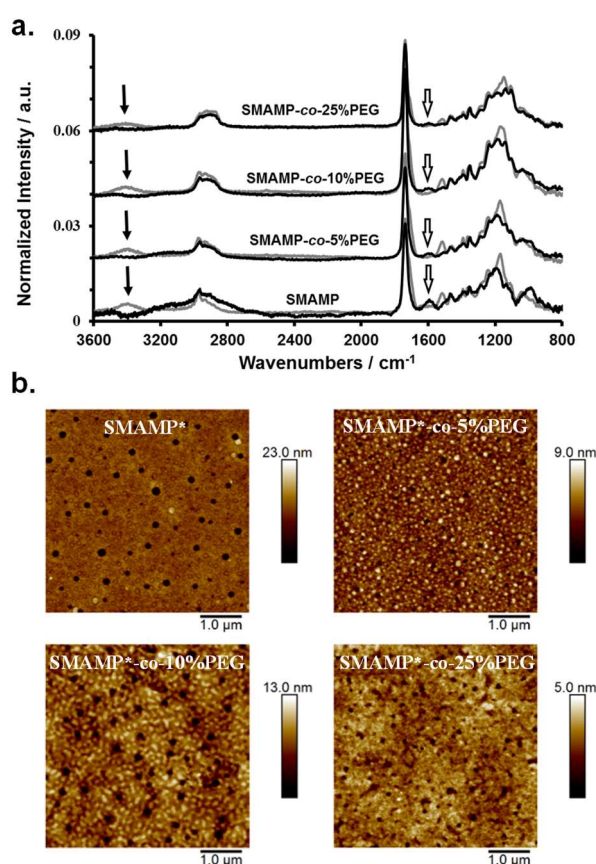 a.
Normalized Intensity / a.u.
0.09
0.06
0.03
0
SMAMP-co-25%PEG
SMAMP-co-10%PEG
SMAMP-co-5%PEG
SMAMP
3600 3200 2800 2400 2000 1600 1200 800
Wavenumbers / cm⁻¹
b.
SMAMP*
23.0 nm
1.0 µm
SMAMP*-co-5%PEG
9.0 nm
1.0 µm
SMAMP*-co-10%PEG
13.0 nm
1.0 µm
SMAMP*-co-25%PEG
5.0 nm
1.0 µm